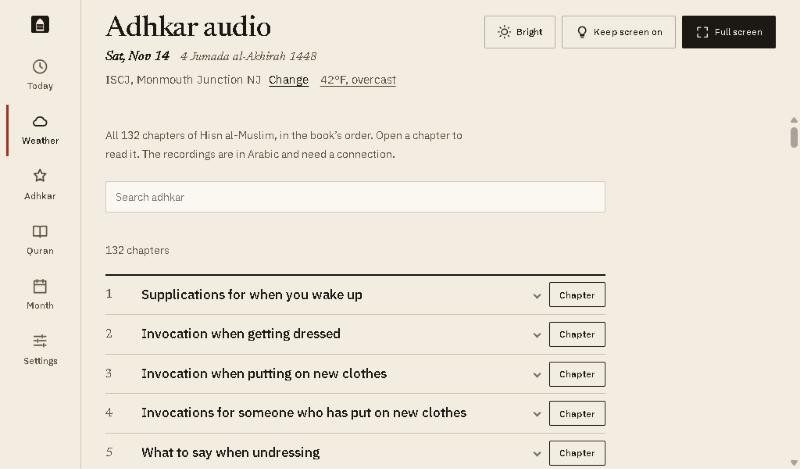 Adhkar audio
Sat, Nov 14 4 Jumada al-Akhirah 1448
ISCJ, Monmouth Junction NJ Change 42°F, overcast
Bright
Keep screen on
Full screen
Today
Weather
Adhkar
Quran
Month
Settings
All 132 chapters of Hisn al-Muslim, in the book's order. Open a chapter to
read it. The recordings are in Arabic and need a connection.
Search adhkar
132 chapters
1 Supplications for when you wake up Chapter
2 Invocation when getting dressed Chapter
3 Invocation when putting on new clothes Chapter
4 Invocations for someone who has put on new clothes Chapter
5 What to say when undressing Chapter